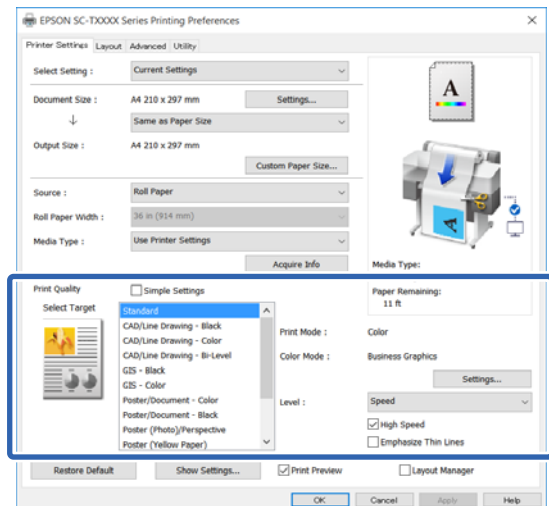 EPSON SC-TXXXX Series Printing Preferences
Printer Settings Layout Advanced Utility
Select Setting : Current Settings
Document Size : A4 210 x 297 mm Settings...
Same as Paper Size
Output Size : A4 210 x 297 mm
Custom Paper Size...
Source : Roll Paper
Roll Paper Width : 36 in (914 mm)
Media Type : Use Printer Settings
Acquire Info
A
Media Type:
Print Quality Simple Settings Paper Remaining:
11 ft
Select Target
Standard
CAD/Line Drawing - Black
CAD/Line Drawing - Color
CAD/Line Drawing - Bi-Level
GIS - Black
GIS - Color
Poster/Document - Color
Poster/Document - Black
Poster (Photo)/Perspective
Poster (Yellow Paper)
Print Mode : Color
Color Mode : Business Graphics
Settings...
Level : Speed
High Speed
Emphasize Thin Lines
Restore Default Show Settings... Print Preview Layout Manager
OK Cancel Apply Help